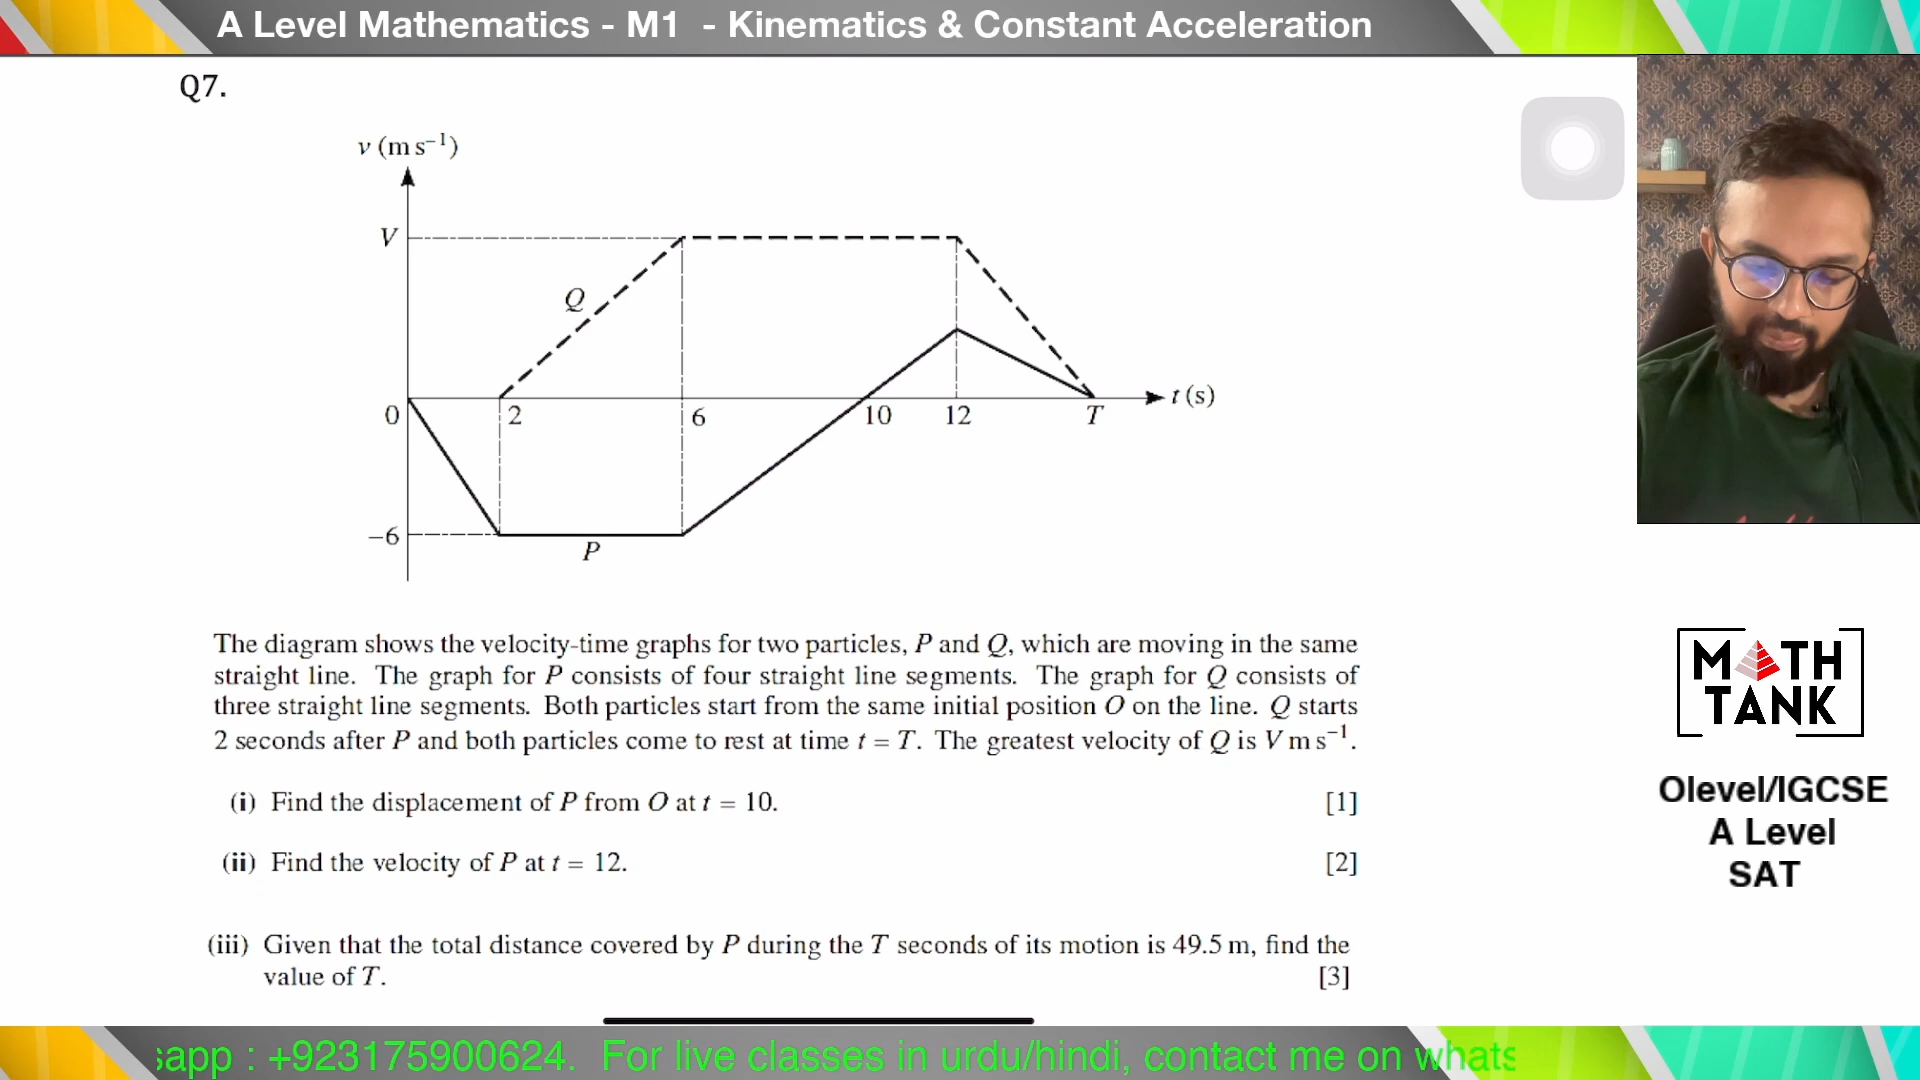 A Level Mathematics - M1 - Kinematics & Constant Acceleration
Q7.
v (m s⁻¹)
V
Q
0
2
6
10
12
T
t (s)
−6
P
The diagram shows the velocity-time graphs for two particles, P and Q, which are moving in the same
straight line. The graph for P consists of four straight line segments. The graph for Q consists of
three straight line segments. Both particles start from the same initial position O on the line. Q starts
2 seconds after P and both particles come to rest at time t = T. The greatest velocity of Q is V m s⁻¹.
(i) Find the displacement of P from O at t = 10. [1]
(ii) Find the velocity of P at t = 12. [2]
(iii) Given that the total distance covered by P during the T seconds of its motion is 49.5 m, find the
value of T. [3]
MATH
TANK
Olevel/IGCSE
A Level
SAT
sapp : +923175900624. For live classes in urdu/hindi, contact me on whats